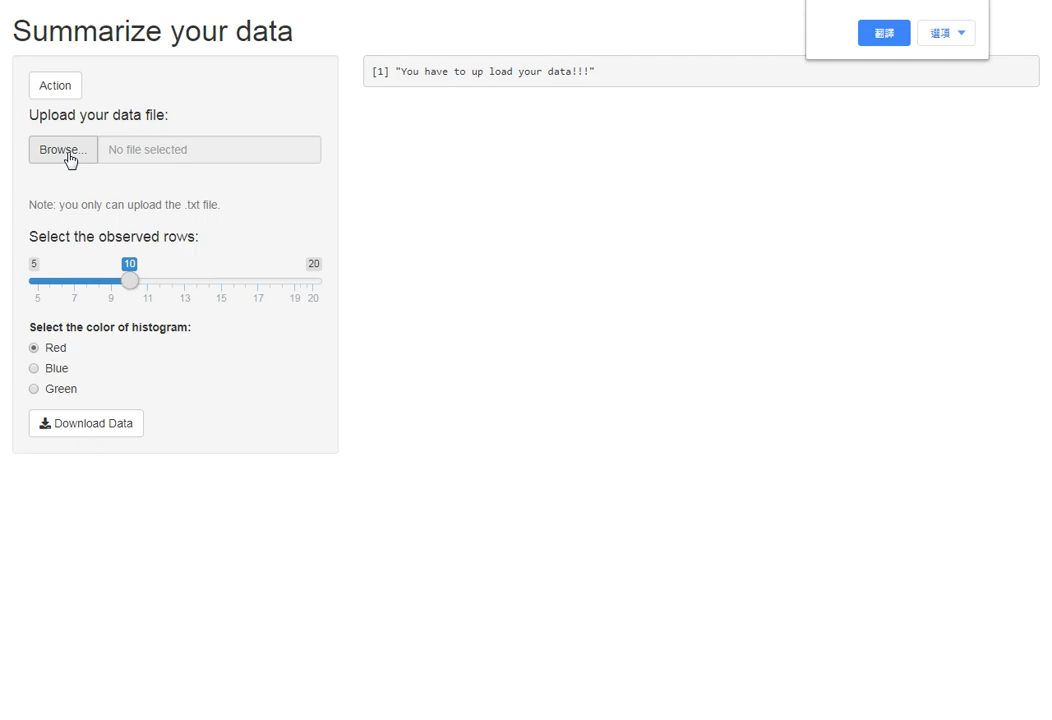 Summarize your data
翻譯
選項
Action
[1] "You have to up load your data!!!"
Upload your data file:
Browse... No file selected
Note: you only can upload the .txt file.
Select the observed rows:
5 10 20
5 7 9 11 13 15 17 19 20
Select the color of histogram:
Red
Blue
Green
Download Data